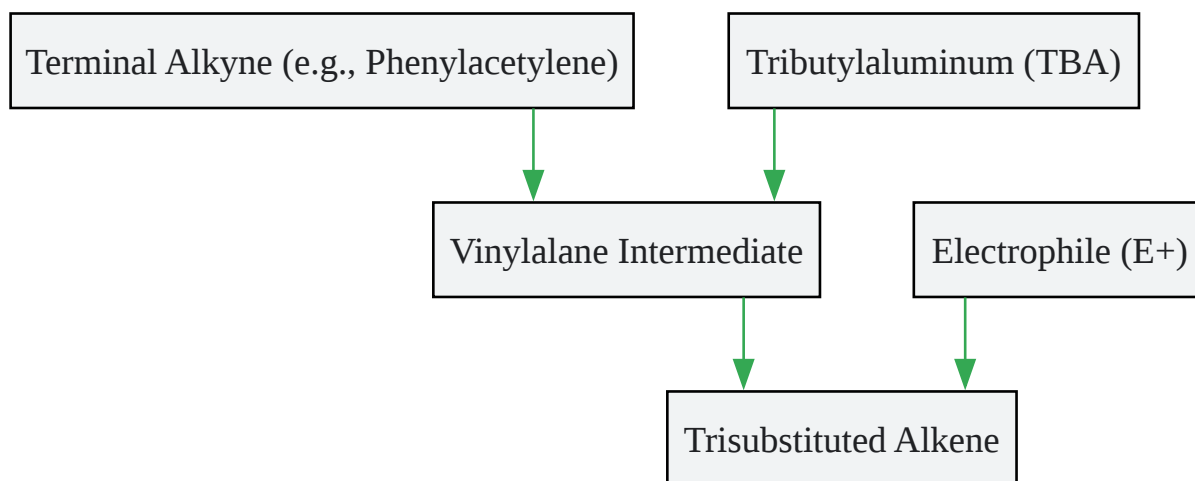 Terminal Alkyne (e.g., Phenylacetylene)
Tributylaluminum (TBA)
Vinylalane Intermediate
Electrophile (E+)
Trisubstituted Alkene